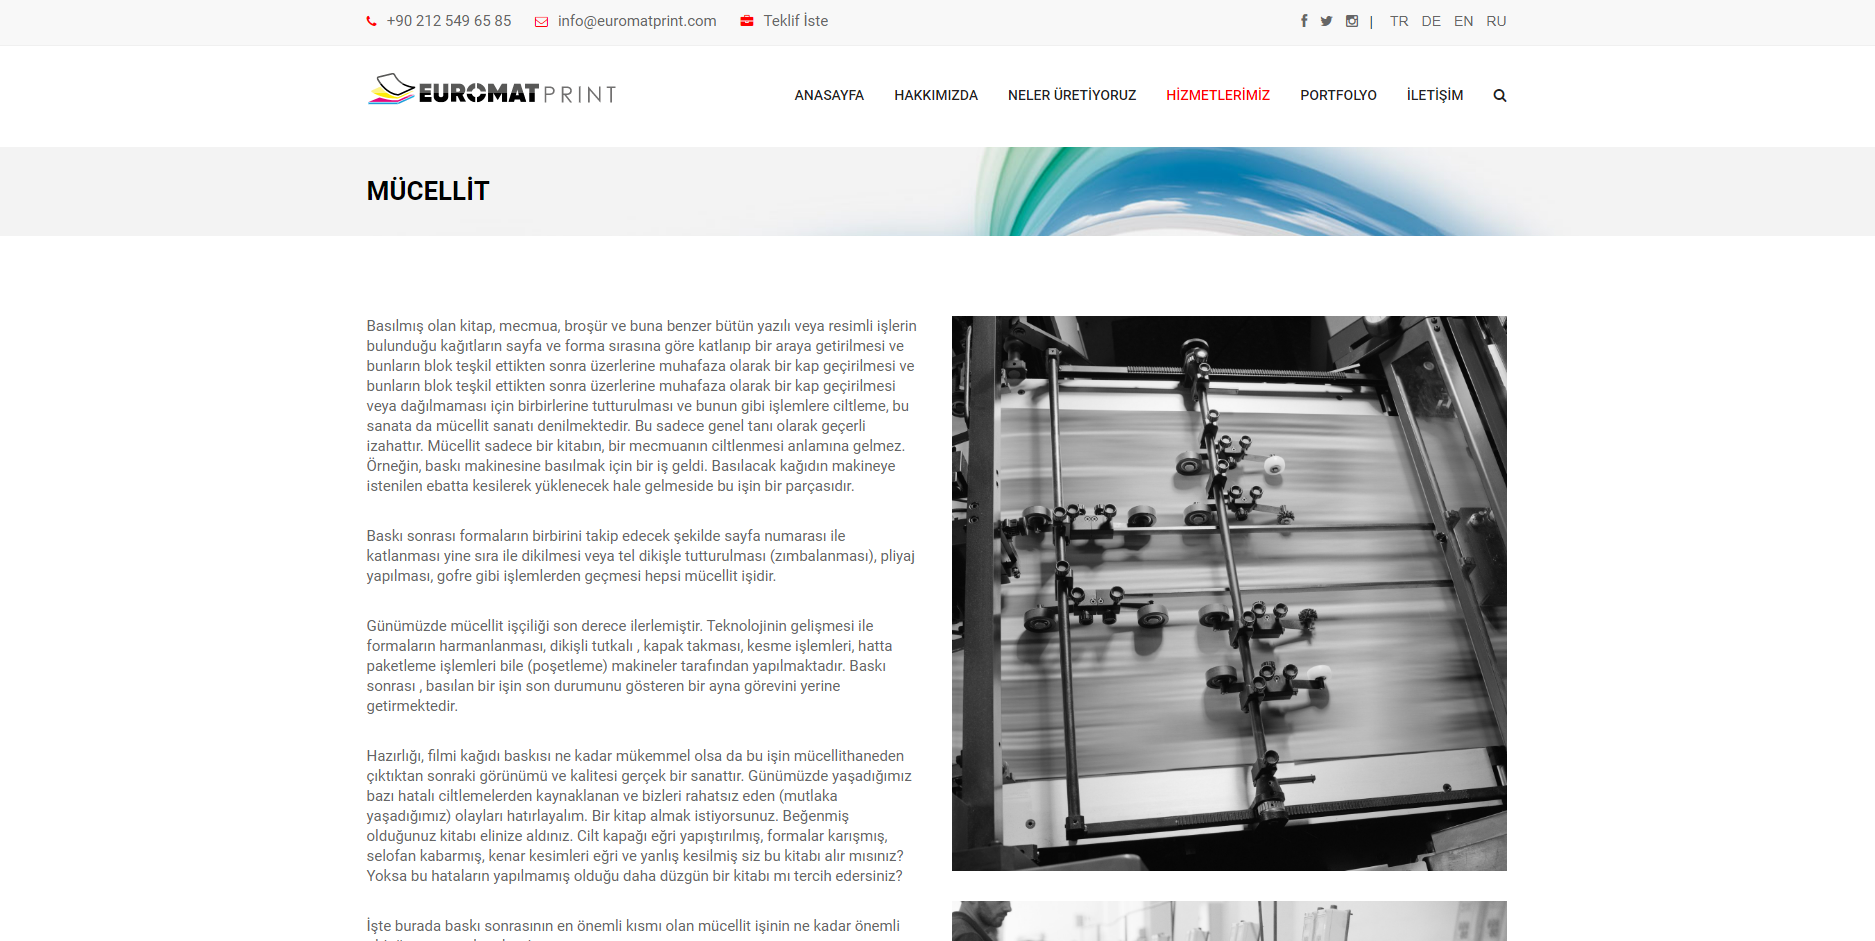 +90 212 549 65 85 info@euromatprint.com Teklif İste
| TR DE EN RU
EUROMAT PRINT
ANASAYFA HAKKIMIZDA NELER ÜRETİYORUZ HİZMETLERİMİZ PORTFOLYO İLETİŞİM
MÜCELLİT
Basılmış olan kitap, mecmua, broşür ve buna benzer bütün yazılı veya resimli işlerin
bulunduğu kağıtların sayfa ve forma sırasına göre katlanıp bir araya getirilmesi ve
bunların blok teşkil ettikten sonra üzerlerine muhafaza olarak bir kap geçirilmesi ve
bunların blok teşkil ettikten sonra üzerlerine muhafaza olarak bir kap geçirilmesi
veya dağılmaması için birbirlerine tutturulması ve bunun gibi işlemlere ciltleme, bu
sanata da mücellit sanatı denilmektedir. Bu sadece genel tanı olarak geçerli
izahattır. Mücellit sadece bir kitabın, bir mecmuanın ciltlenmesi anlamına gelmez.
Örneğin, baskı makinesine basılmak için bir iş geldi. Basılacak kağıdın makineye
istenilen ebatta kesilerek yüklenecek hale gelmeside bu işin bir parçasıdır.
Baskı sonrası formaların birbirini takip edecek şekilde sayfa numarası ile
katlanması yine sıra ile dikilmesi veya tel dikişle tutturulması (zımbalanması), pliyaj
yapılması, gofre gibi işlemlerden geçmesi hepsi mücellit işidir.
Günümüzde mücellit işçiliği son derece ilerlemiştir. Teknolojinin gelişmesi ile
formaların harmanlanması, dikişli tutkalı , kapak takması, kesme işlemleri, hatta
paketleme işlemleri bile (poşetleme) makineler tarafından yapılmaktadır. Baskı
sonrası , basılan bir işin son durumunu gösteren bir ayna görevini yerine
getirmektedir.
Hazırlığı, filmi kağıdı baskısı ne kadar mükemmel olsa da bu işin mücellithaneden
çıktıktan sonraki görünümü ve kalitesi gerçek bir sanattır. Günümüzde yaşadığımız
bazı hatalı ciltlemelerden kaynaklanan ve bizleri rahatsız eden (mutlaka
yaşadığımız) olayları hatırlayalım. Bir kitap almak istiyorsunuz. Beğenmiş
olduğunuz kitabı elinize aldınız. Cilt kapağı eğri yapıştırılmış, formalar karışmış,
selofan kabarmış, kenar kesimleri eğri ve yanlış kesilmiş siz bu kitabı alır mısınız?
Yoksa bu hataların yapılmamış olduğu daha düzgün bir kitabı mı tercih edersiniz?
İşte burada baskı sonrasının en önemli kısmı olan mücellit işinin ne kadar önemli